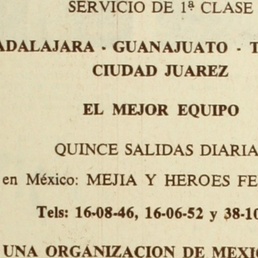 SERVICIO DE 1ª CLASE
ADALAJARA - GUANAJUATO - T
CIUDAD JUAREZ
EL MEJOR EQUIPO
QUINCE SALIDAS DIARIA
en México: MEJIA Y HEROES FE
Tels: 16-08-46, 16-06-52 y 38-10
UNA ORGANIZACION DE MEXIC